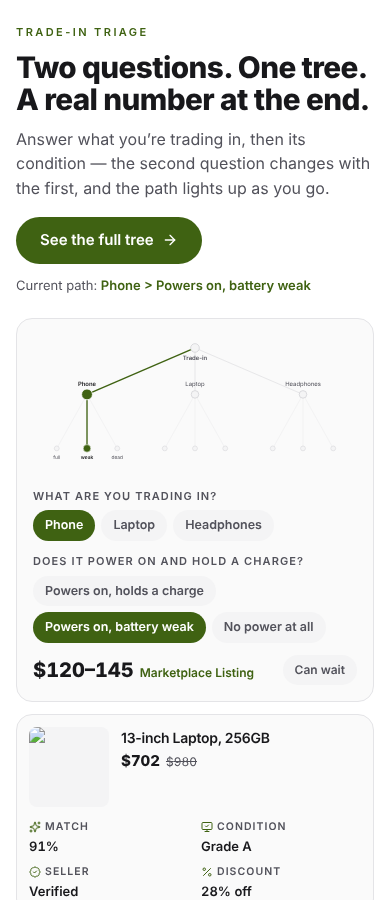 TRADE-IN TRIAGE
Two questions. One tree.
A real number at the end.
Answer what you’re trading in, then its
condition — the second question changes with
the first, and the path lights up as you go.
See the full tree
Current path: Phone > Powers on, battery weak
Trade-in
Phone
Laptop
Headphones
full
weak
dead
WHAT ARE YOU TRADING IN?
Phone
Laptop
Headphones
DOES IT POWER ON AND HOLD A CHARGE?
Powers on, holds a charge
Powers on, battery weak
No power at all
$120–145 Marketplace Listing
Can wait
13-inch Laptop, 256GB
$702 $980
MATCH
91%
CONDITION
Grade A
SELLER
Verified
DISCOUNT
28% off